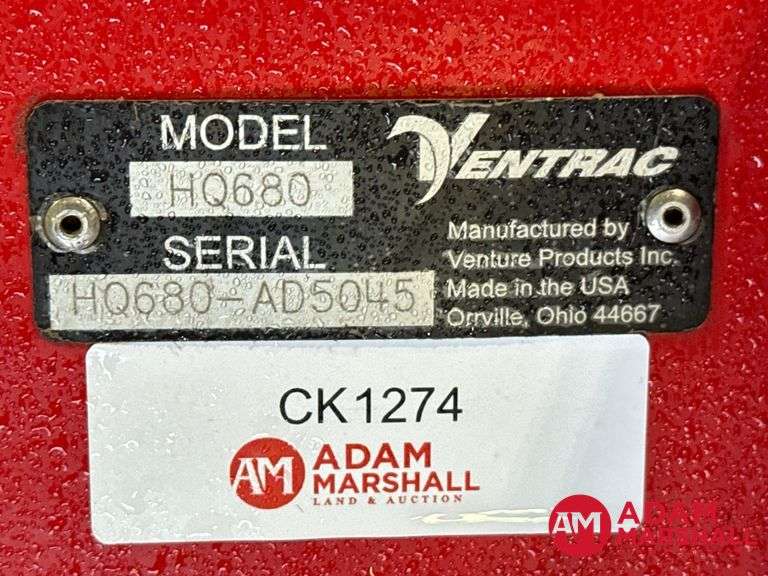 MODEL
HQ680
SERIAL
HQ680-AD5045
VENTRAC
Manufactured by
Venture Products Inc.
Made in the USA
Orrville, Ohio 44667
CK1274
AM ADAM
MARSHALL
LAND & AUCTION
AM ADAM
MARSHALL